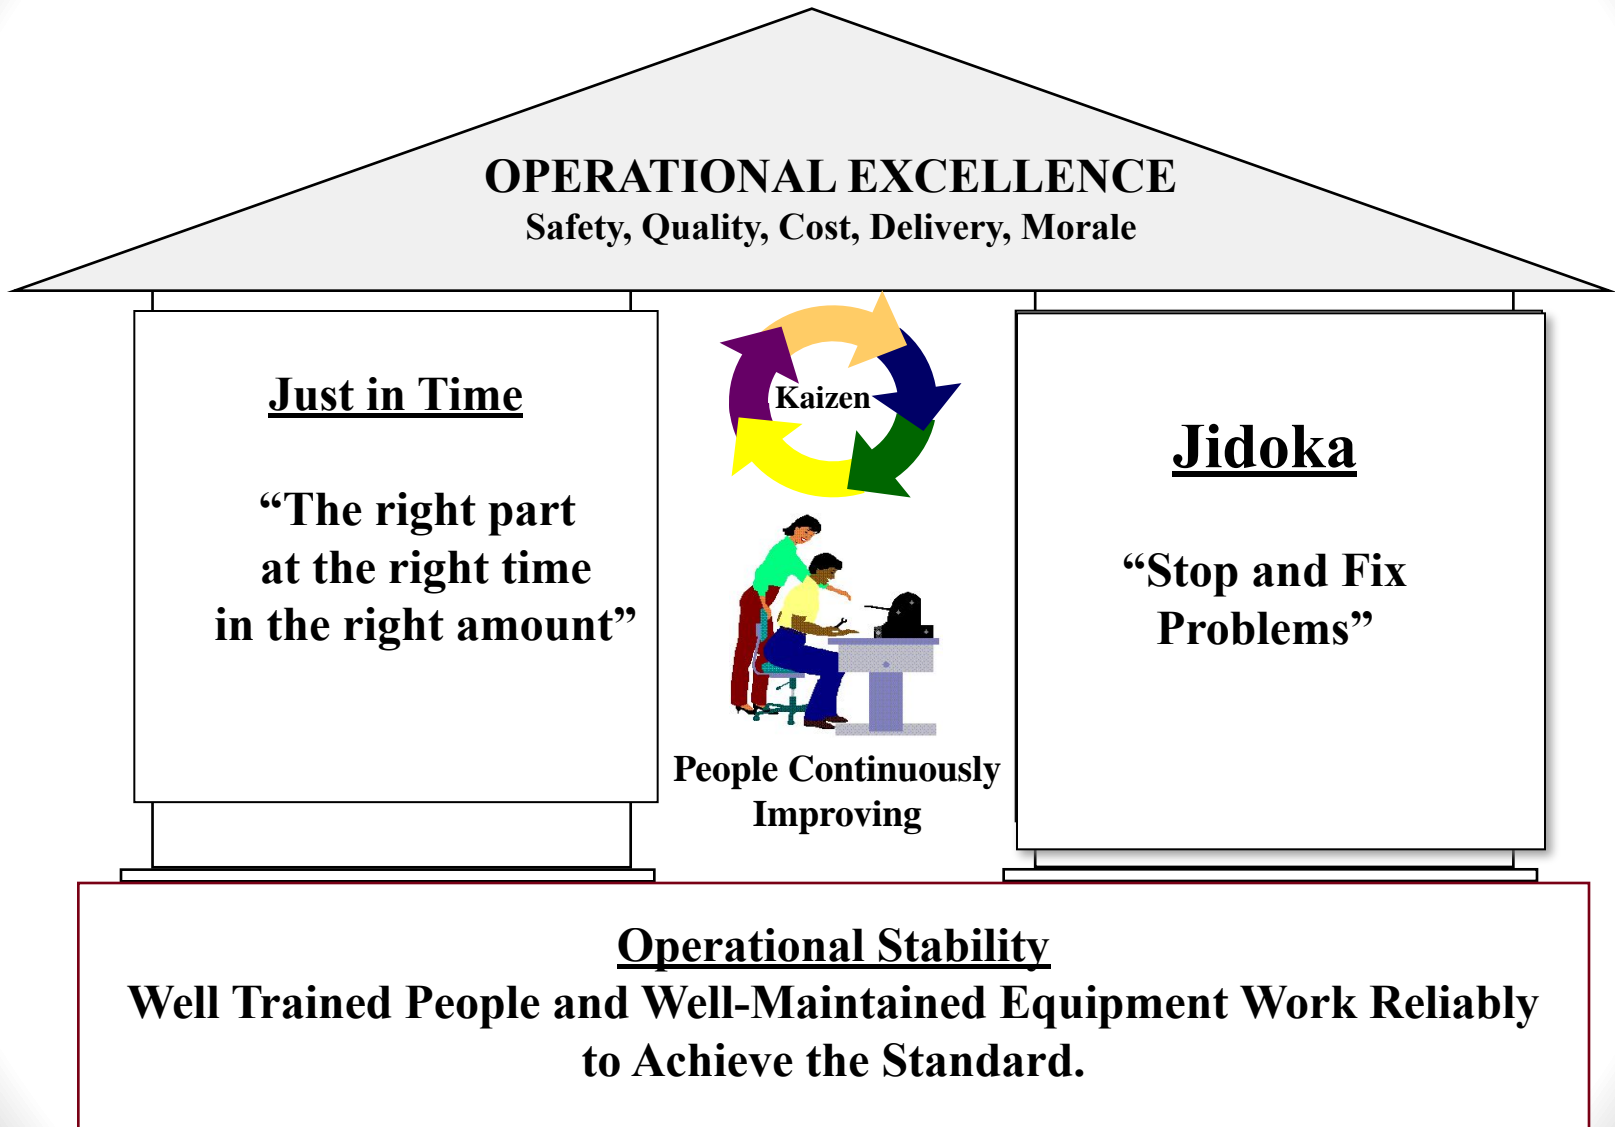 OPERATIONAL EXCELLENCE
Safety, Quality, Cost, Delivery, Morale
Just in Time
“The right part
at the right time
in the right amount”
Kaizen
People Continuously
Improving
Jidoka
“Stop and Fix
Problems”
Operational Stability
Well Trained People and Well-Maintained Equipment Work Reliably
to Achieve the Standard.